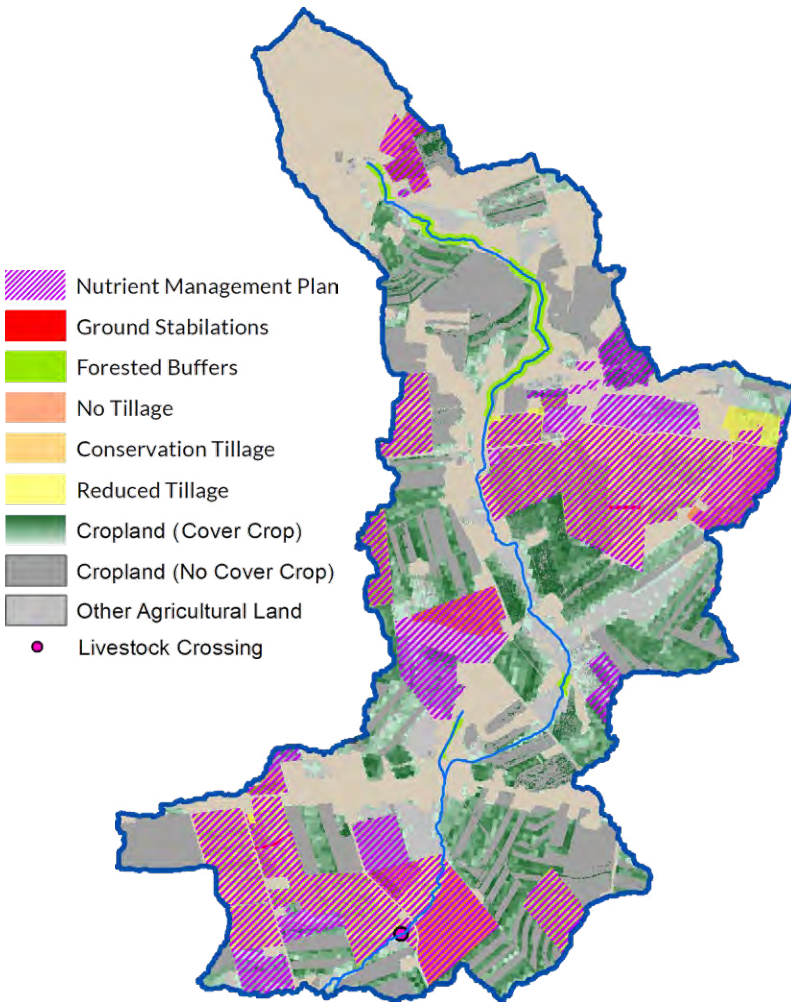 Nutrient Management Plan
Ground Stabilations
Forested Buffers
No Tillage
Conservation Tillage
Reduced Tillage
Cropland (Cover Crop)
Cropland (No Cover Crop)
Other Agricultural Land
Livestock Crossing